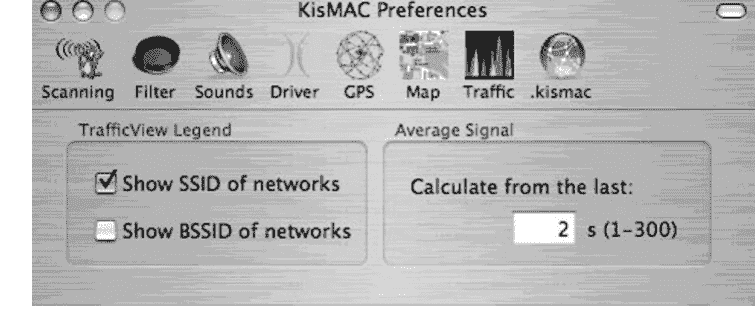 KisMAC Preferences
Scanning Filter Sounds Driver GPS Map Traffic .kismac
TrafficView Legend
Average Signal
Show SSID of networks
Calculate from the last:
Show BSSID of networks
2 s (1-300)